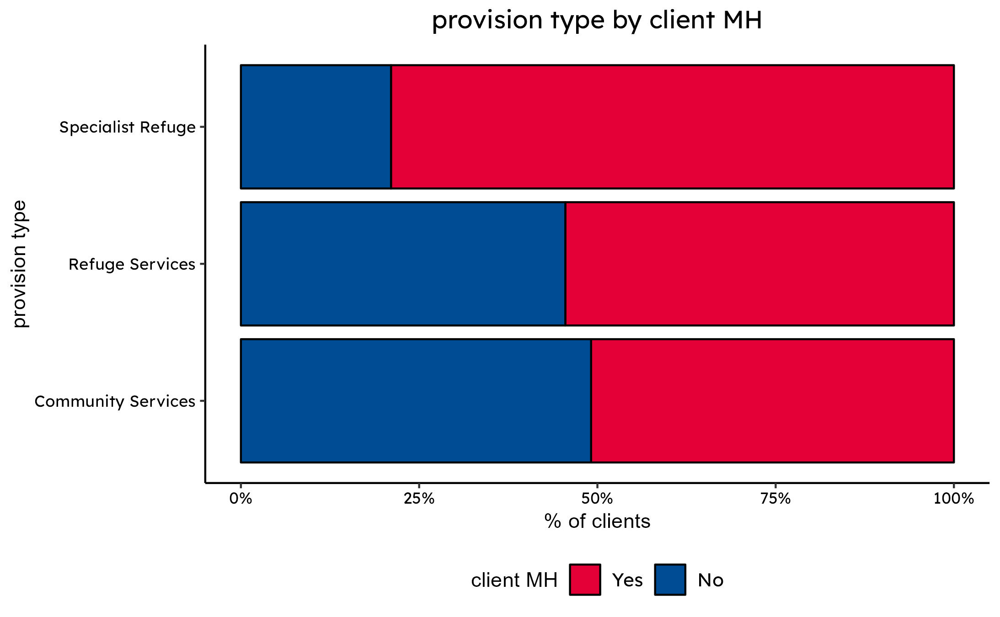 provision type by client MH
provision type
Specialist Refuge
Refuge Services
Community Services
0% 25% 50% 75% 100%
% of clients
client MH Yes No